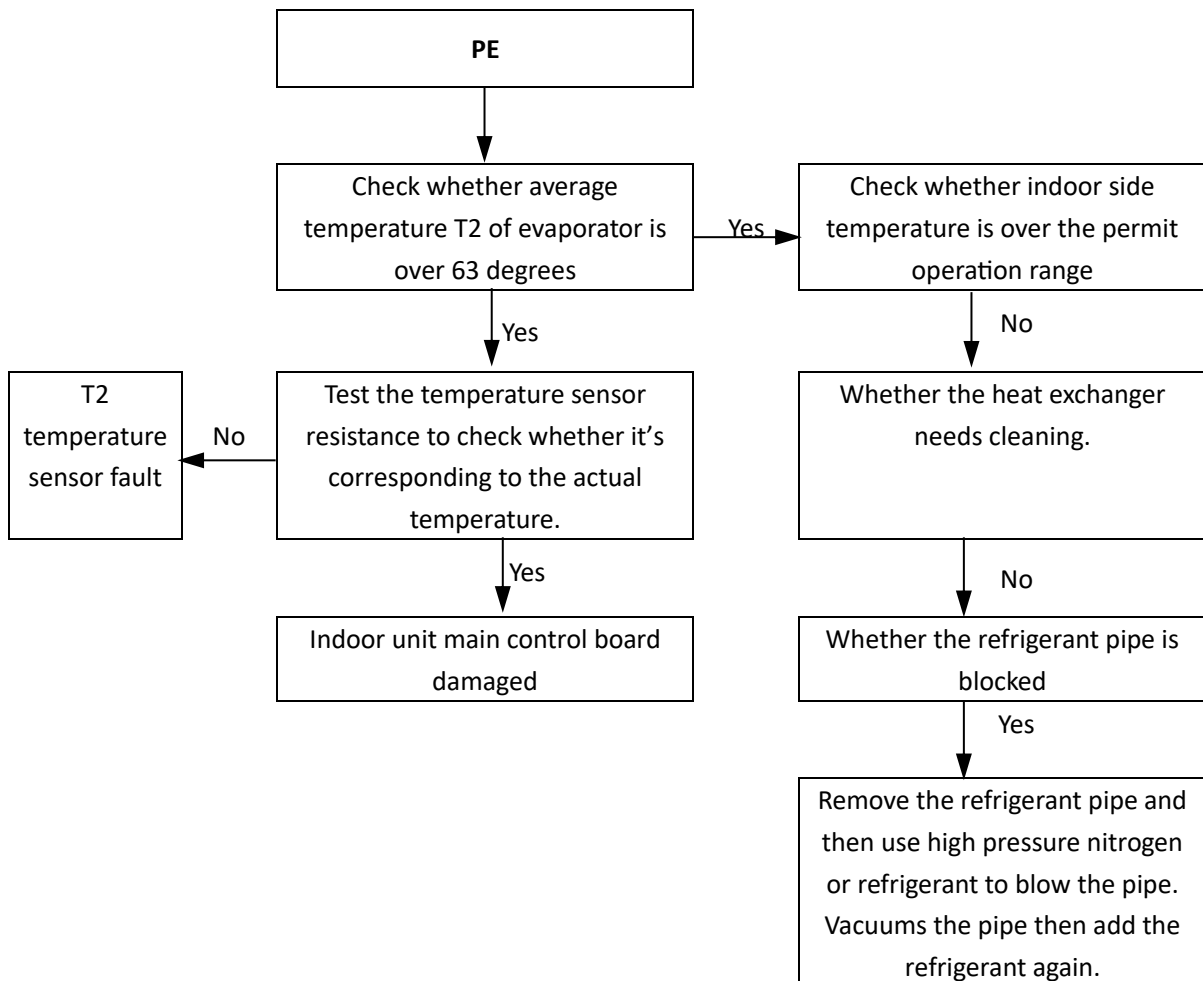 PE
Check whether average
temperature T2 of evaporator is
over 63 degrees
Yes
Check whether indoor side
temperature is over the permit
operation range
Yes
No
T2
temperature
sensor fault
No
Test the temperature sensor
resistance to check whether it’s
corresponding to the actual
temperature.
Whether the heat exchanger
needs cleaning.
Yes
No
Indoor unit main control board
damaged
Whether the refrigerant pipe is
blocked
Yes
Remove the refrigerant pipe and
then use high pressure nitrogen
or refrigerant to blow the pipe.
Vacuums the pipe then add the
refrigerant again.